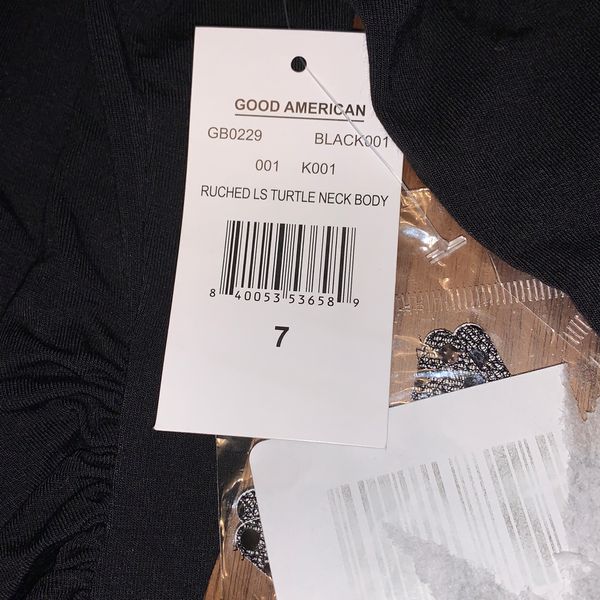 GOOD AMERICAN
GB0229 BLACK001
001 K001
RUCHED LS TURTLE NECK BODY
8 40053 53658 9
7